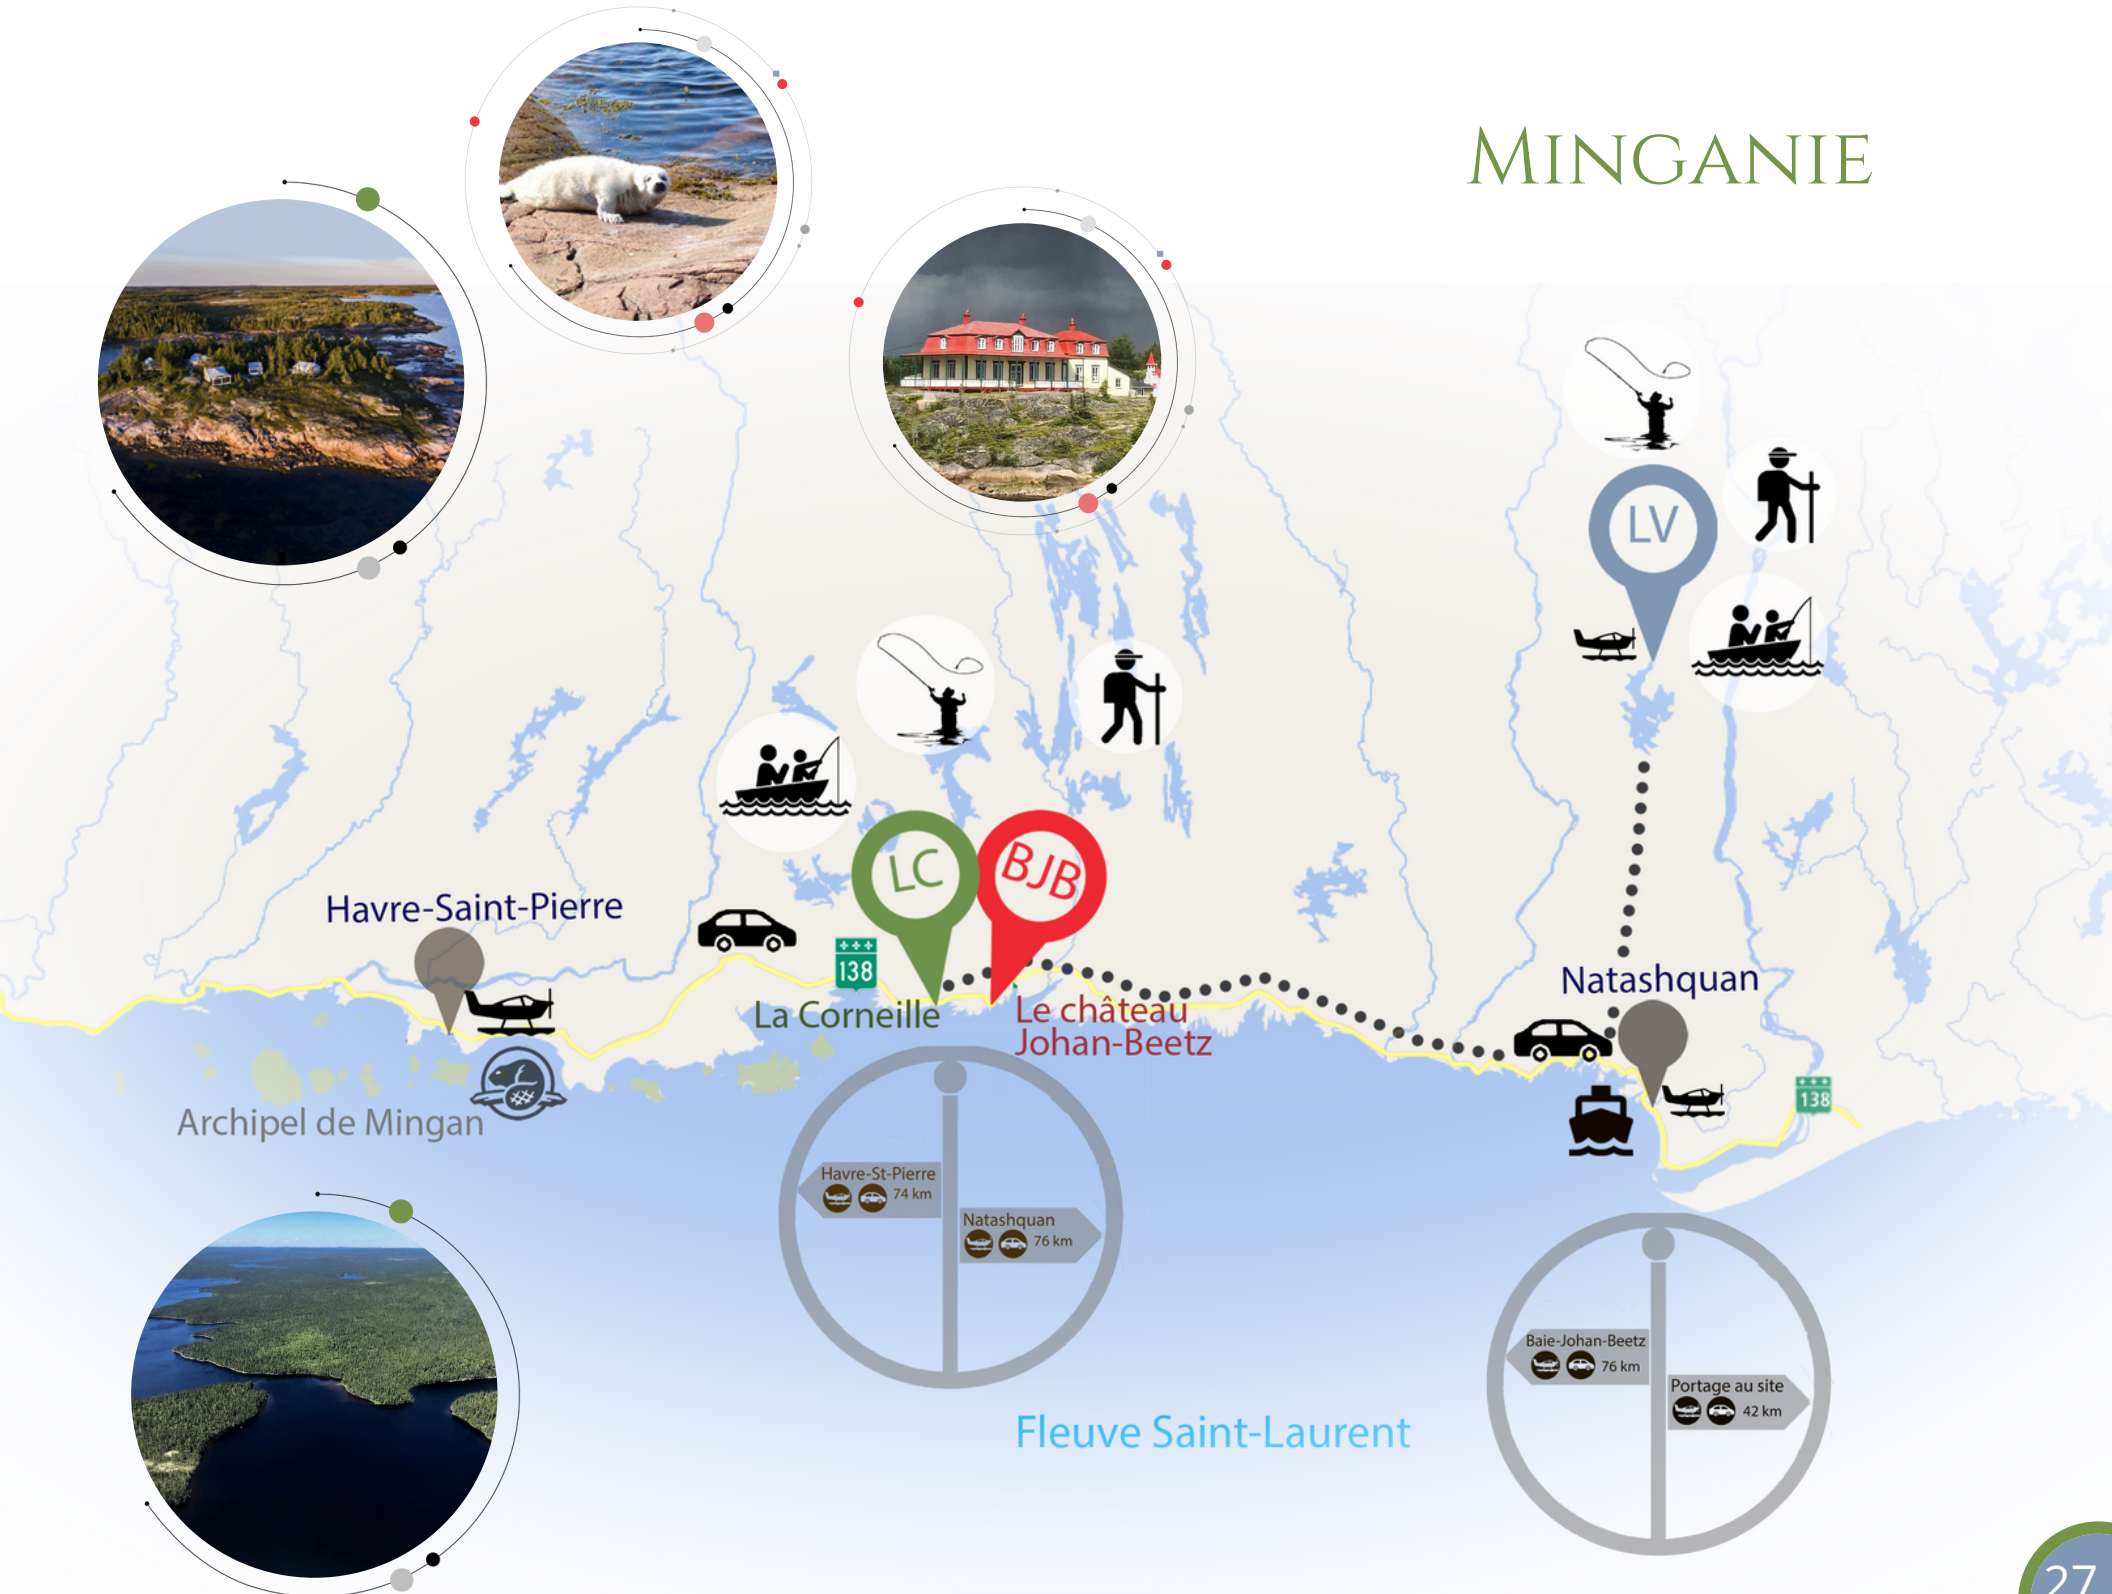 MINGANIE
LV
LC
BJB
Havre-Saint-Pierre
138
La Corneille
Le château
Johan-Beetz
Natashquan
138
Archipel de Mingan
Havre-St-Pierre
74 km
Natashquan
76 km
Baie-Johan-Beetz
76 km
Portage au site
42 km
Fleuve Saint-Laurent
27